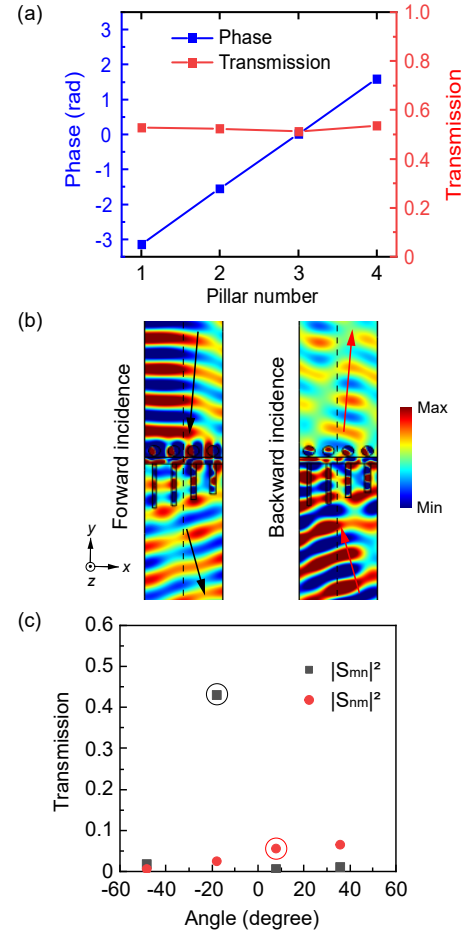 (a)
Phase
Transmission
Phase (rad)
3
2
1
0
-1
-2
-3
1.0
0.8
0.6
0.4
0.2
0.0
Transmission
1 2 3 4
Pillar number
(b)
Forward incidence
Backward incidence
Max
Min
y
z
x
(c)
Transmission
0.6
0.5
0.4
0.3
0.2
0.1
0
|Smn|²
|Snm|²
-60 -40 -20 0 20 40 60
Angle (degree)